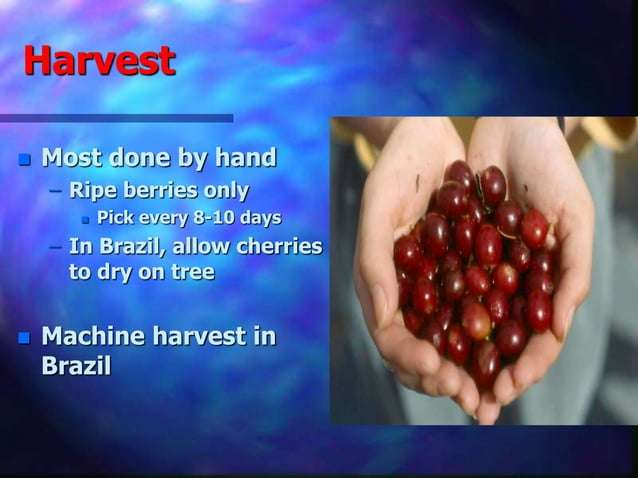 Harvest
Most done by hand
– Ripe berries only
Pick every 8-10 days
– In Brazil, allow cherries
to dry on tree
Machine harvest in
Brazil